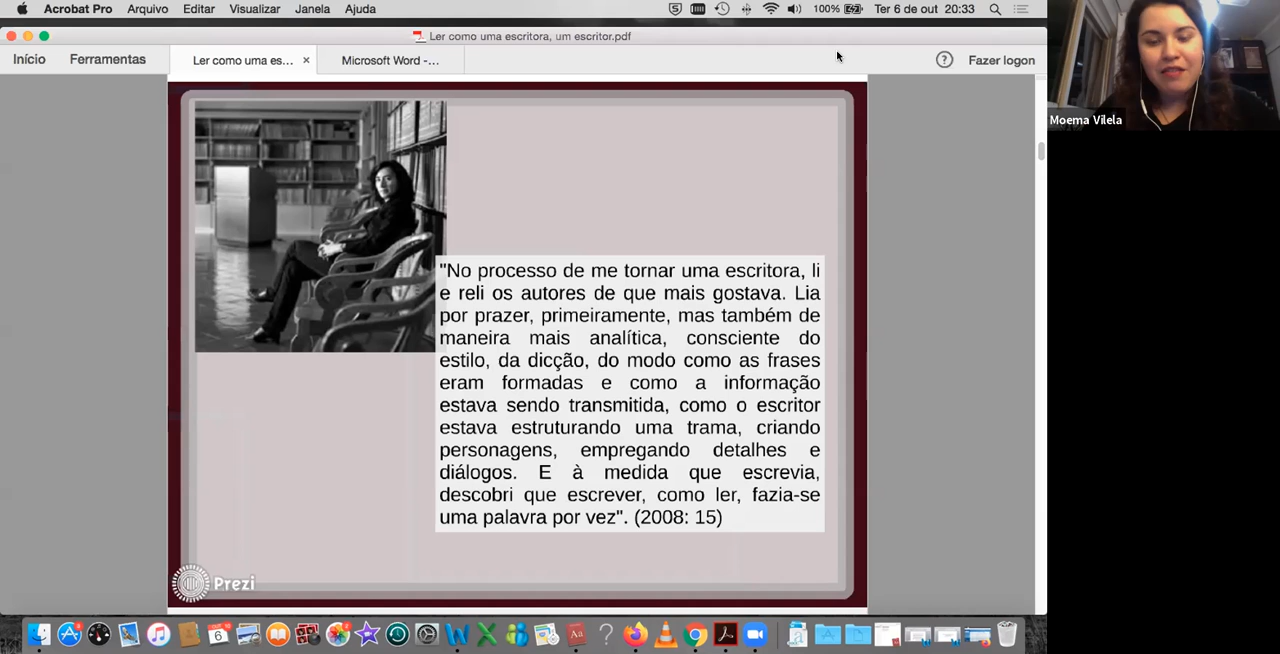 Acrobat Pro Arquivo Editar Visualizar Janela Ajuda 100% Ter 6 de out 20:33
Ler como uma escritora, um escritor.pdf
Início Ferramentas Ler como uma es... × Microsoft Word -... ? Fazer logon
Moema Vilela
"No processo de me tornar uma escritora, li
e reli os autores de que mais gostava. Lia
por prazer, primeiramente, mas também de
maneira mais analítica, consciente do
estilo, da dicção, do modo como as frases
eram formadas e como a informação
estava sendo transmitida, como o escritor
estava estruturando uma trama, criando
personagens, empregando detalhes e
diálogos. E à medida que escrevia,
descobri que escrever, como ler, fazia-se
uma palavra por vez". (2008: 15)
Prezi